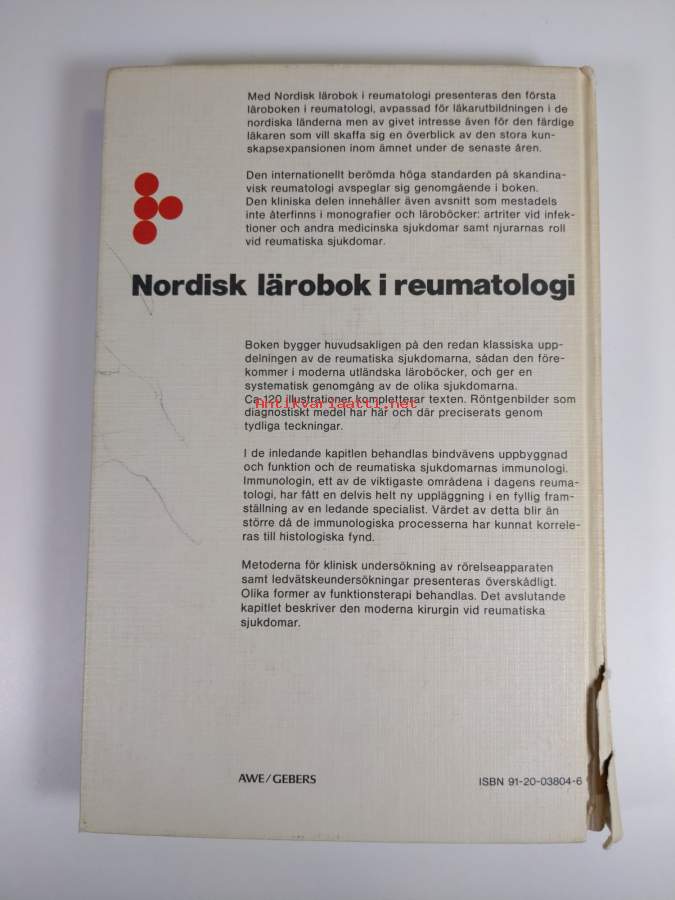 Med Nordisk lärobok i reumatologi presenteras den första
läroboken i reumatologi, avpassad för läkarutbildningen i de
nordiska länderna men av givet intresse även för den färdige
läkaren som vill skaffa sig en överblick av den stora kun-
skapsexpansionen inom ämnet under de senaste åren.
Den internationellt berömda höga standarden på skandina-
visk reumatologi avspeglar sig genomgående i boken.
Den kliniska delen innehåller även avsnitt som mestadels
inte återfinns i monografier och läroböcker: artriter vid infek-
tioner och andra medicinska sjukdomar samt njurarnas roll
vid reumatiska sjukdomar.
Nordisk lärobok i reumatologi
Boken bygger huvudsakligen på den redan klassiska upp-
delningen av de reumatiska sjukdomarna, sådan den före-
kommer i moderna utländska läroböcker, och ger en
systematisk genomgång av de olika sjukdomarna.
Ca 120 illustrationer kompletterar texten. Röntgenbilder som
Antikvariaatti.net
diagnostiskt medel har här och där preciserats genom
tydliga teckningar.
I de inledande kapitlen behandlas bindvävens uppbyggnad
och funktion och de reumatiska sjukdomarnas immunologi.
Immunologin, ett av de viktigaste områdena i dagens reuma-
tologi, har fått en delvis helt ny uppläggning i en fyllig fram-
ställning av en ledande specialist. Värdet av detta blir än
större då de immunologiska processerna har kunnat korrele-
ras till histologiska fynd.
Metoderna för klinisk undersökning av rörelseapparaten
samt ledvätskeundersökningar presenteras överskådligt.
Olika former av funktionsterapi behandlas. Det avslutande
kapitlet beskriver den moderna kirurgin vid reumatiska
sjukdomar.
AWE/GEBERS
ISBN 91-20-03804-6